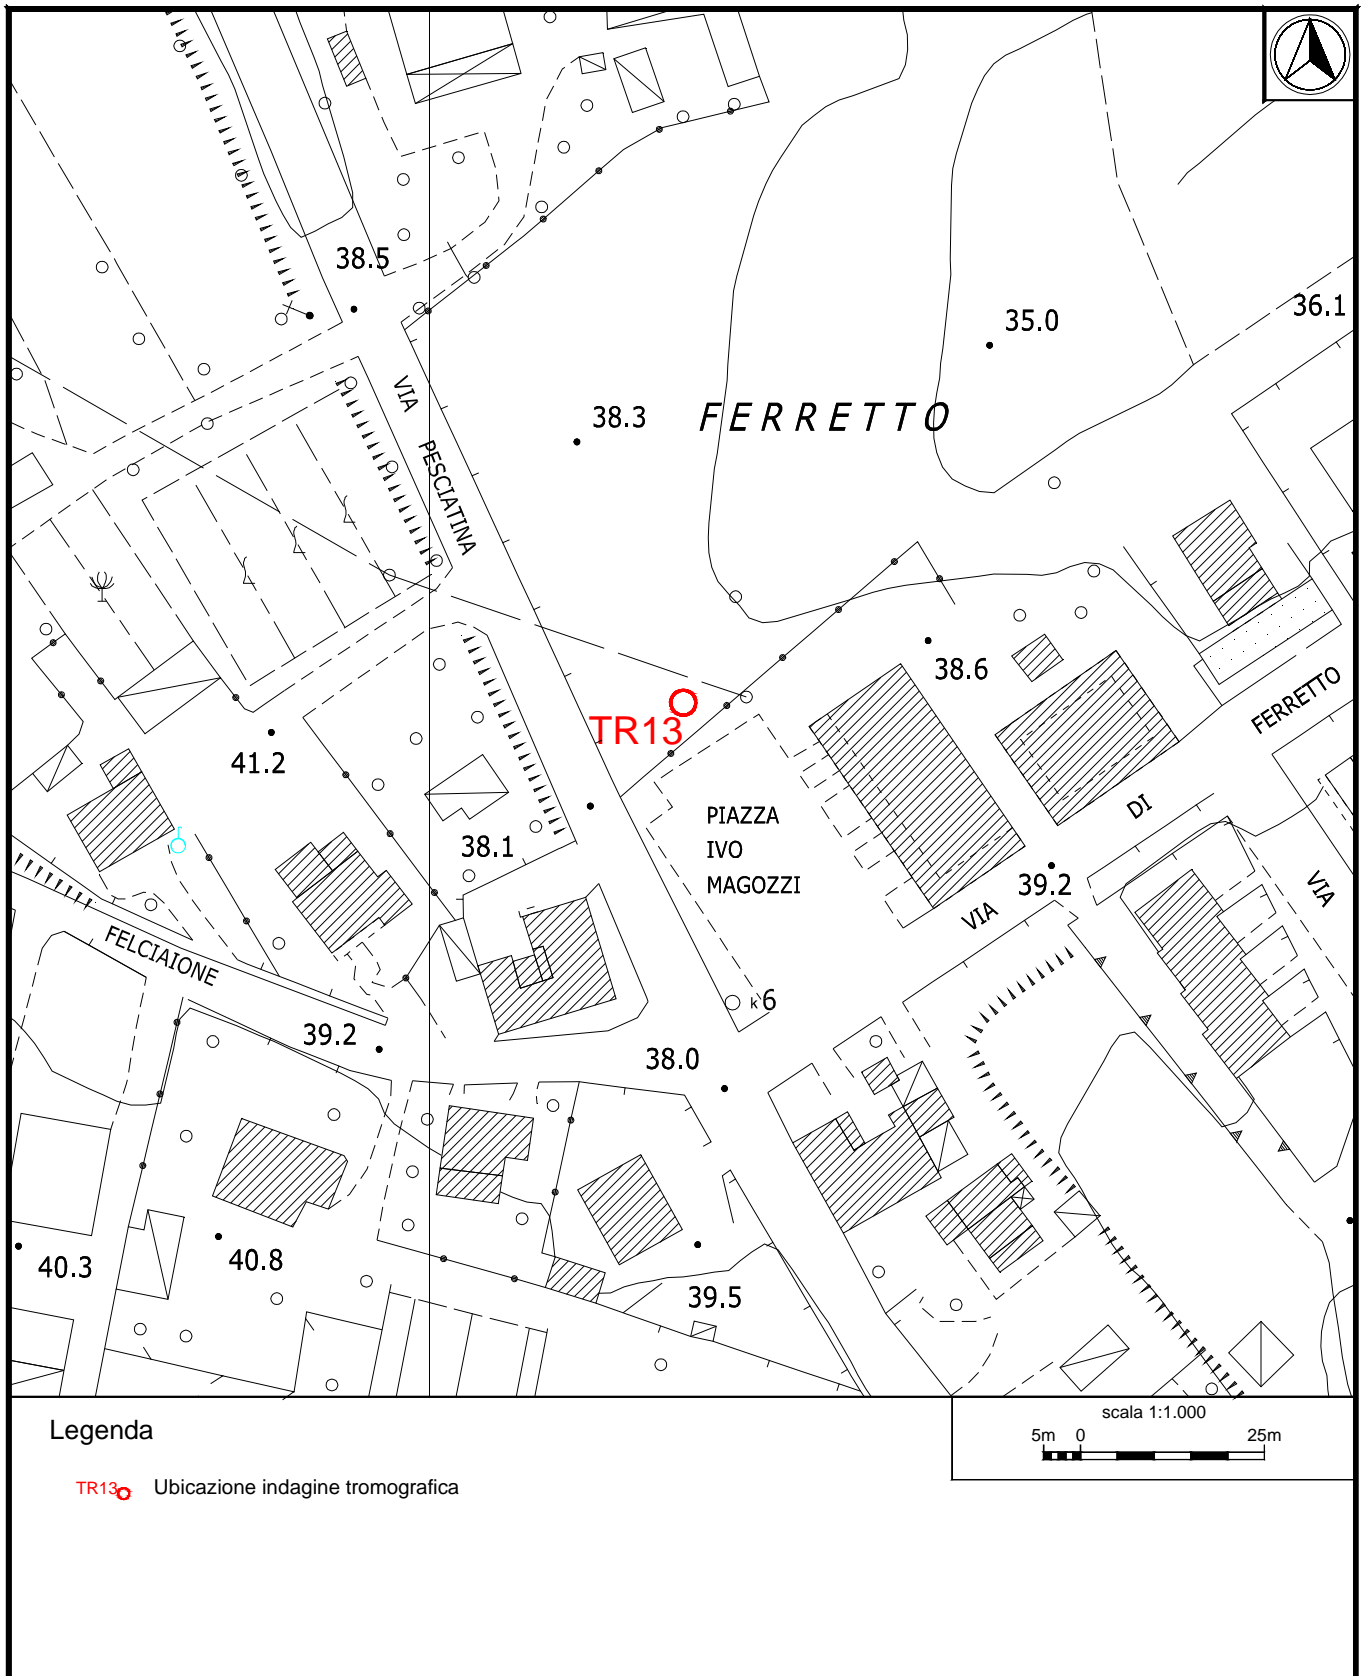 38.5
35.0
36.1
38.3
FERRETTO
VIA PESCIATINA
38.6
TR13
FERRETTO
41.2
DI
PIAZZA
IVO
MAGOZZI
38.1
39.2
VIA
VIA
FELCIAIONE
k 6
39.2
38.0
40.3
40.8
39.5
Legenda
scala 1:1.000
5m 0 25m
TR13 Ubicazione indagine tromografica